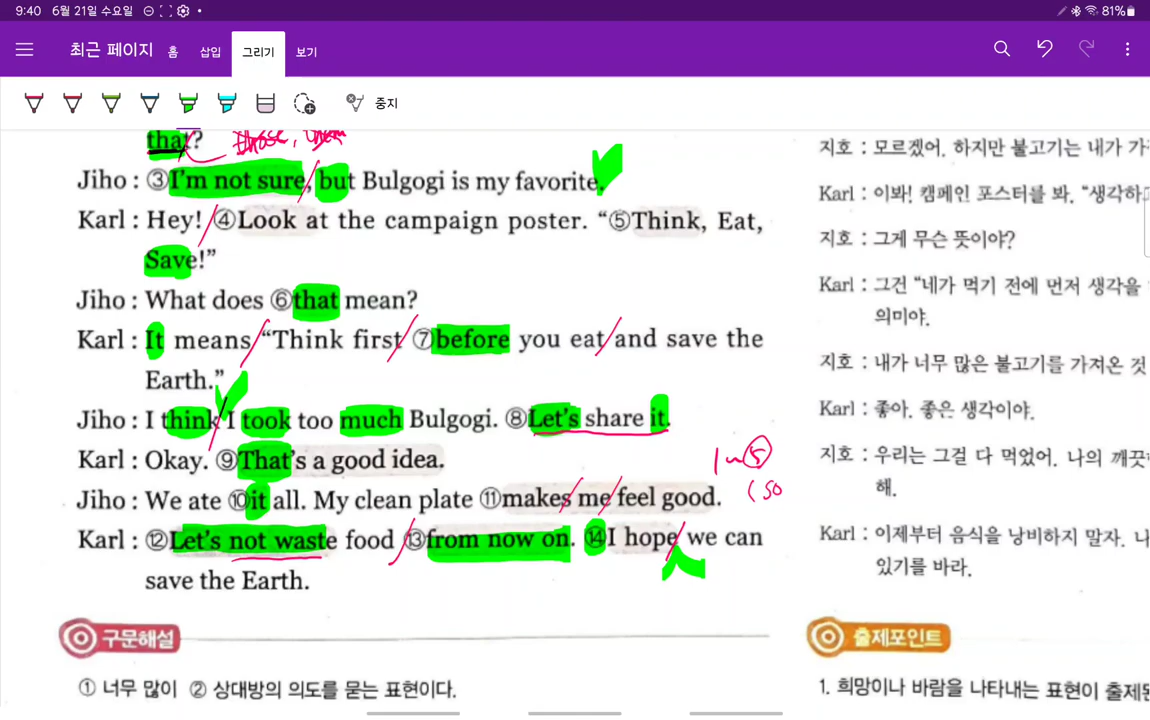 9:40 6월 21일 수요일
81%
최근 페이지 홈 삽입 그리기 보기
중지
that? those, them
Jiho : ③I'm not sure, but Bulgogi is my favorite.
Karl : Hey! ④Look at the campaign poster. “⑤Think, Eat,
Save!”
Jiho : What does ⑥that mean?
Karl : It means “Think first ⑦before you eat and save the
Earth.”
Jiho : I think I took too much Bulgogi. ⑧Let's share it.
Karl : Okay. ⑨That's a good idea.
Jiho : We ate ⑩it all. My clean plate ⑪makes me feel good.
Karl : ⑫Let's not waste food ⑬from now on. ⑭I hope we can
save the Earth.
구문해설
① 너무 많이 ② 상대방의 의도를 묻는 표현이다.
지호 : 모르겠어. 하지만 불고기는 내가 가
Karl : 이봐! 캠페인 포스터를 봐. “생각하
지호 : 그게 무슨 뜻이야?
Karl : 그건 “네가 먹기 전에 먼저 생각을
의미야.
지호 : 내가 너무 많은 불고기를 가져온 것
Karl : 좋아. 좋은 생각이야.
지호 : 우리는 그걸 다 먹었어. 나의 깨끗한
해.
Karl : 이제부터 음식을 낭비하지 말자. 나
있기를 바라.
출제포인트
1. 희망이나 바람을 나타내는 표현이 출제된